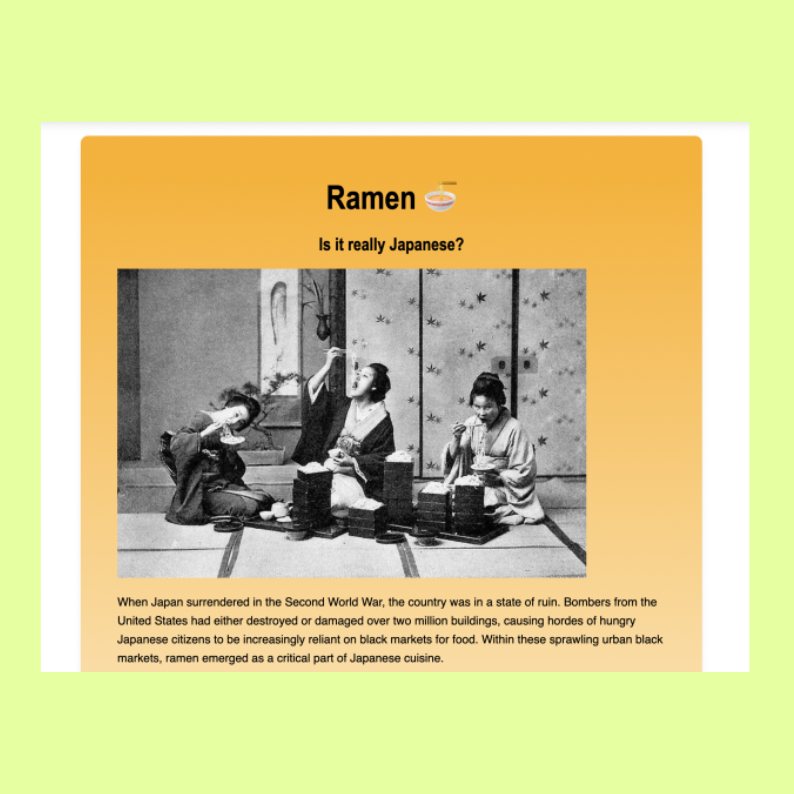 Ramen 🍜
Is it really Japanese?
When Japan surrendered in the Second World War, the country was in a state of ruin. Bombers from the
United States had either destroyed or damaged over two million buildings, causing hordes of hungry
Japanese citizens to be increasingly reliant on black markets for food. Within these sprawling urban black
markets, ramen emerged as a critical part of Japanese cuisine.